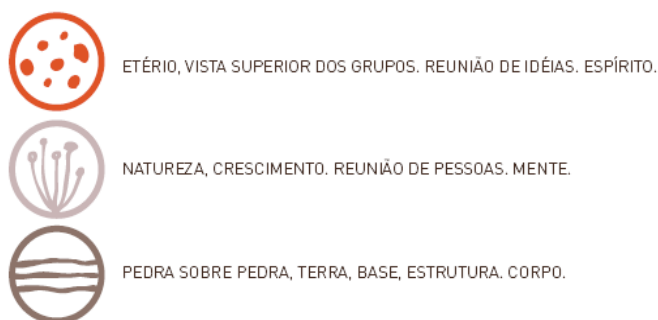 ETÉRIO, VISTA SUPERIOR DOS GRUPOS. REUNIÃO DE IDÉIAS. ESPÍRITO.
NATUREZA, CRESCIMENTO. REUNIÃO DE PESSOAS. MENTE.
PEDRA SOBRE PEDRA, TERRA, BASE, ESTRUTURA. CORPO.